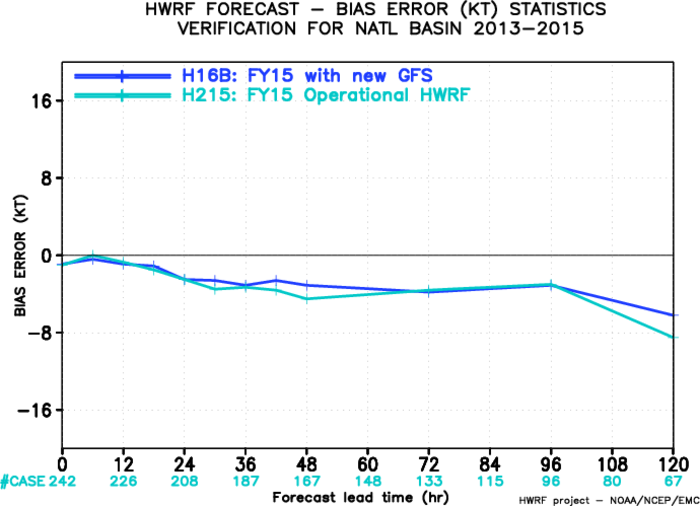 HWRF FORECAST – BIAS ERROR (KT) STATISTICS
VERIFICATION FOR NATL BASIN 2013–2015
H16B: FY15 with new GFS
H215: FY15 Operational HWRF
16
8
0
–8
–16
BIAS ERROR (KT)
0 12 24 36 48 60 72 84 96 108 120
#CASE 242 226 208 187 167 148 133 115 96 80 67
Forecast lead time (hr)
HWRF project – NOAA/NCEP/EMC